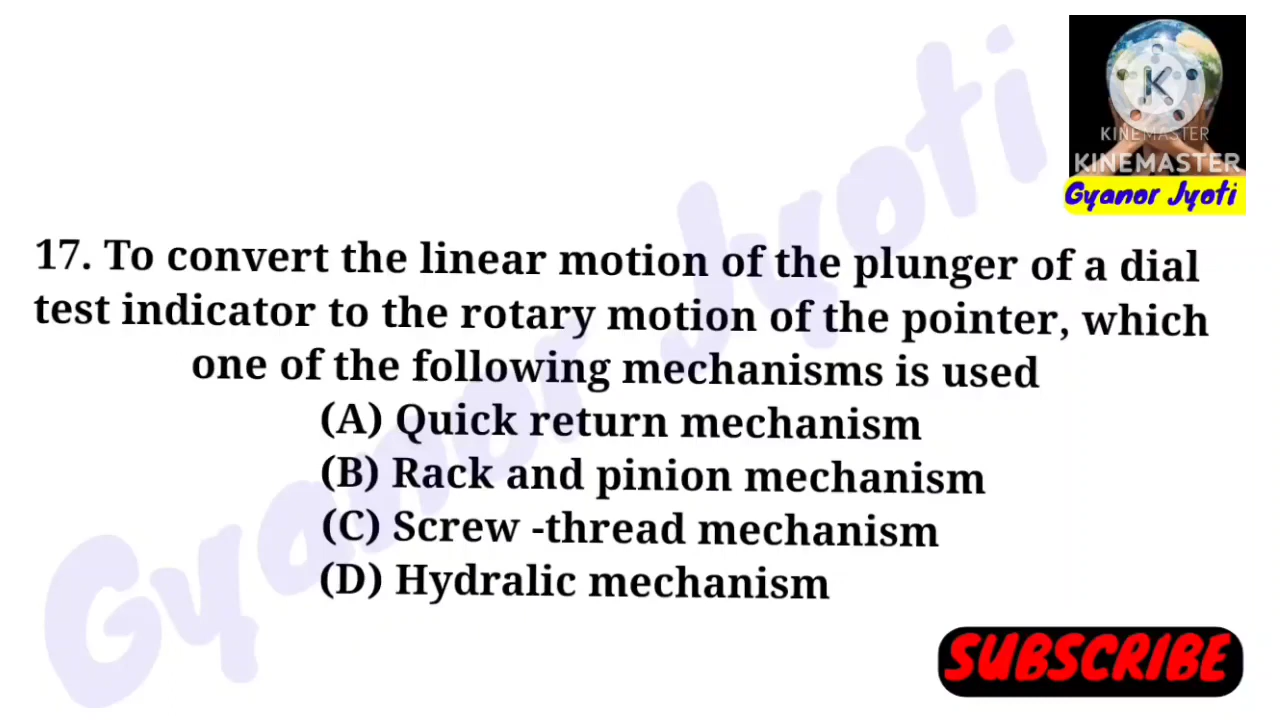 KINEMASTER
KINEMASTER
Gyanor Jyoti
Gyanor Jyoti
17. To convert the linear motion of the plunger of a dial
test indicator to the rotary motion of the pointer, which
one of the following mechanisms is used
(A) Quick return mechanism
(B) Rack and pinion mechanism
(C) Screw -thread mechanism
(D) Hydralic mechanism
SUBSCRIBE